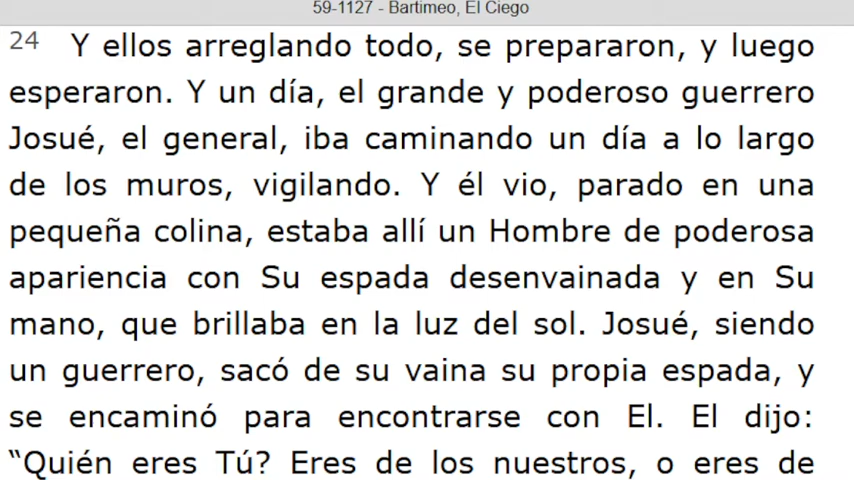 59-1127 - Bartimeo, El Ciego
24 Y ellos arreglando todo, se prepararon, y luego
esperaron. Y un día, el grande y poderoso guerrero
Josué, el general, iba caminando un día a lo largo
de los muros, vigilando. Y él vio, parado en una
pequeña colina, estaba allí un Hombre de poderosa
apariencia con Su espada desenvainada y en Su
mano, que brillaba en la luz del sol. Josué, siendo
un guerrero, sacó de su vaina su propia espada, y
se encaminó para encontrarse con El. El dijo:
“Quién eres Tú? Eres de los nuestros, o eres de